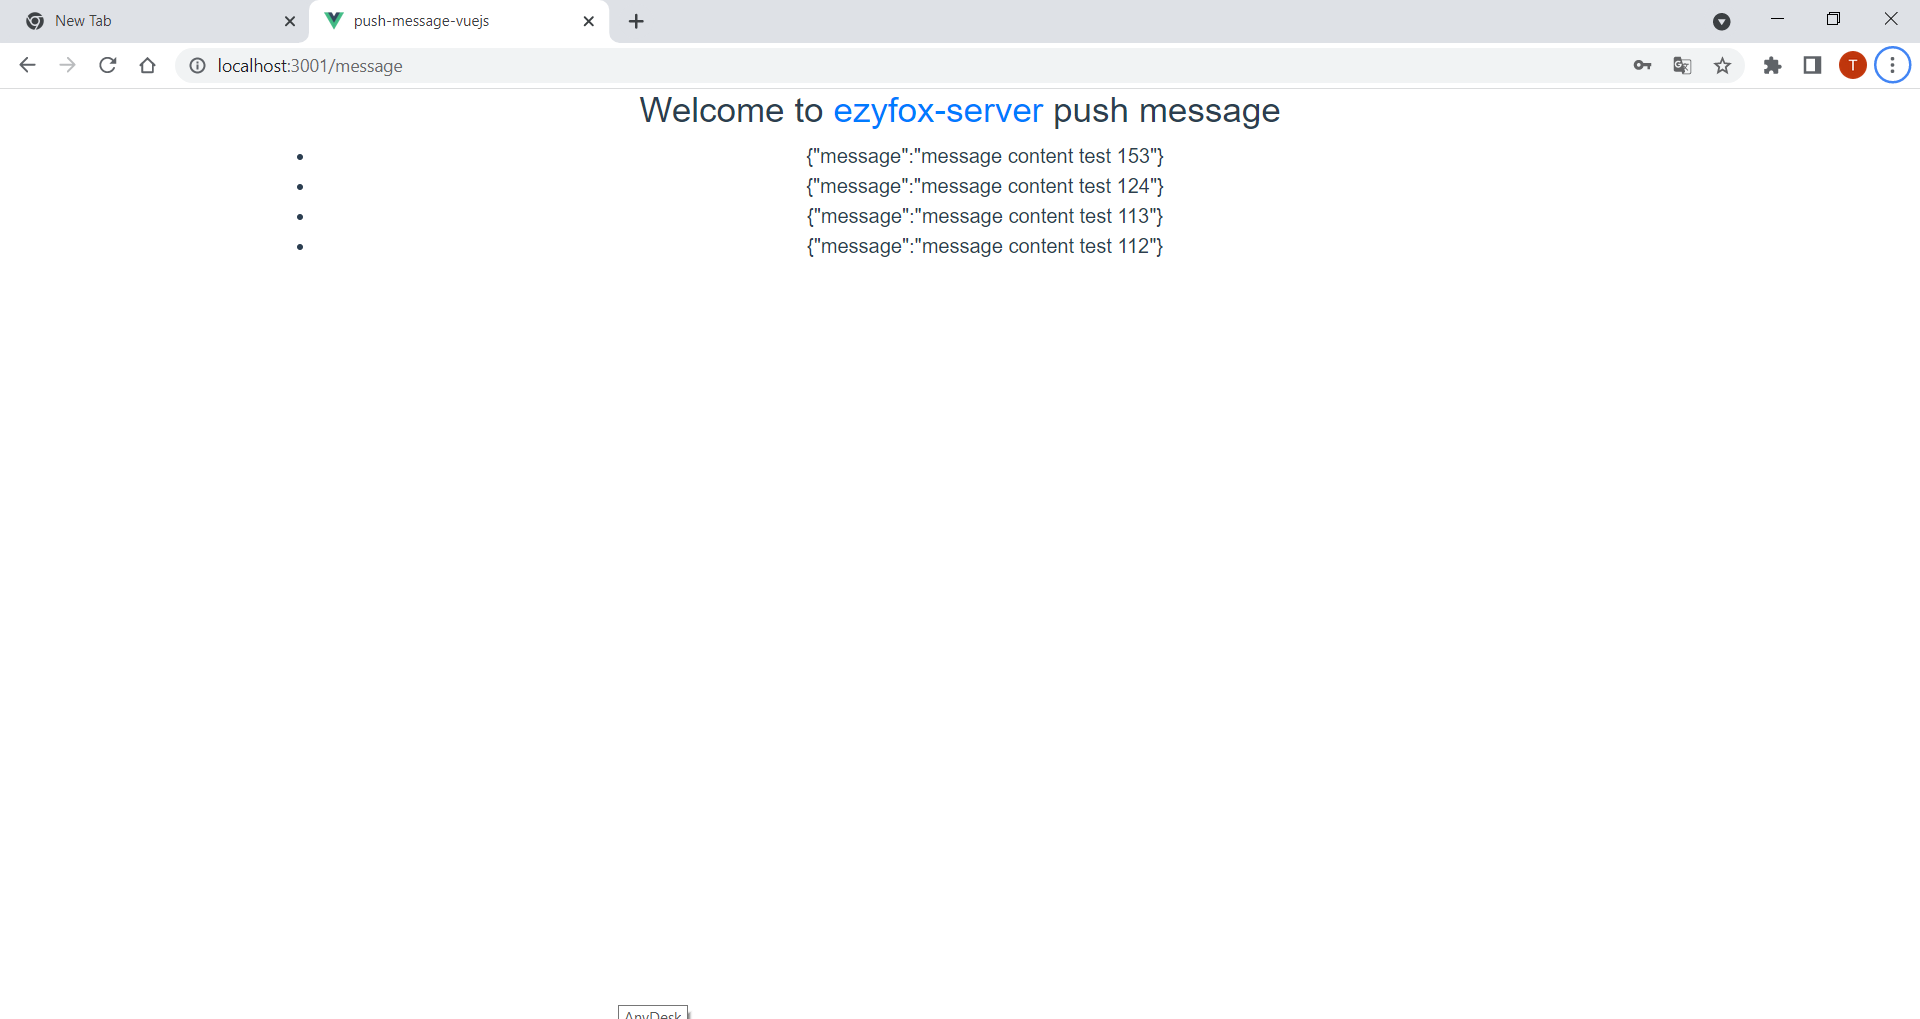 New Tab
push-message-vuejs
localhost:3001/message
T
Welcome to ezyfox-server push message
{"message":"message content test 153"}
{"message":"message content test 124"}
{"message":"message content test 113"}
{"message":"message content test 112"}
AnyDesk